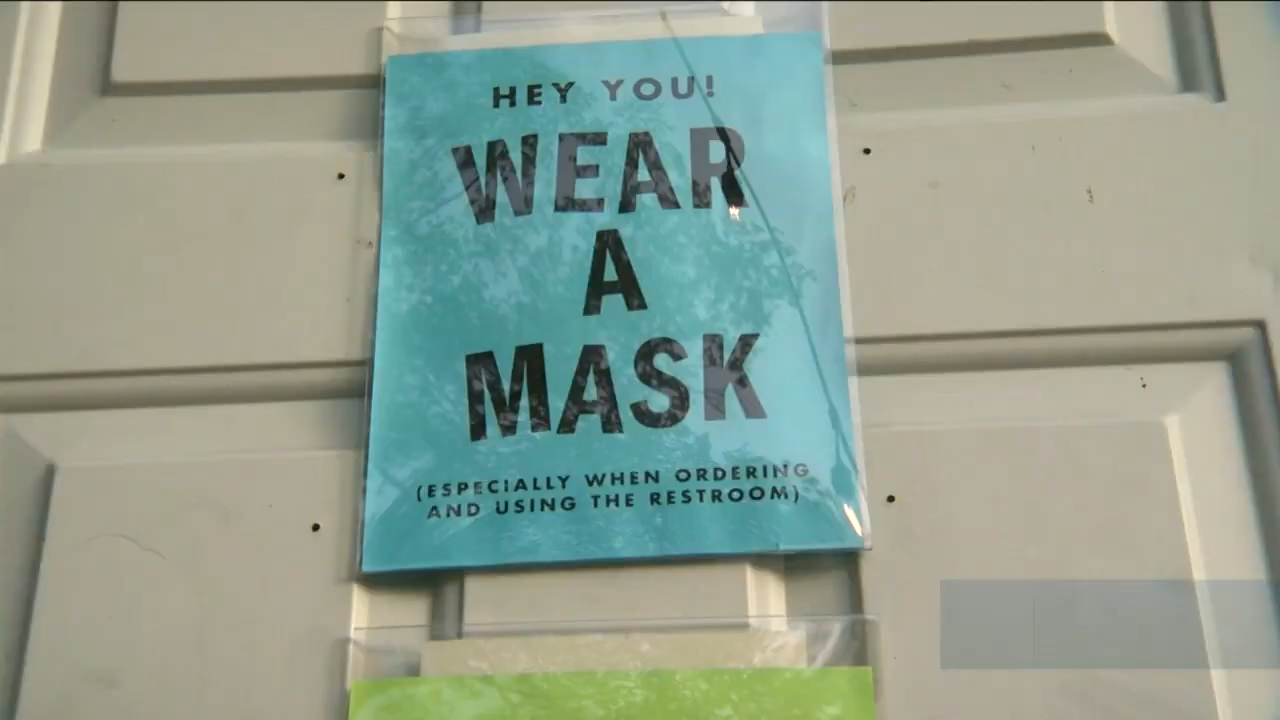 HEY YOU!
WEAR
A
MASK
(ESPECIALLY WHEN ORDERING
AND USING THE RESTROOM)